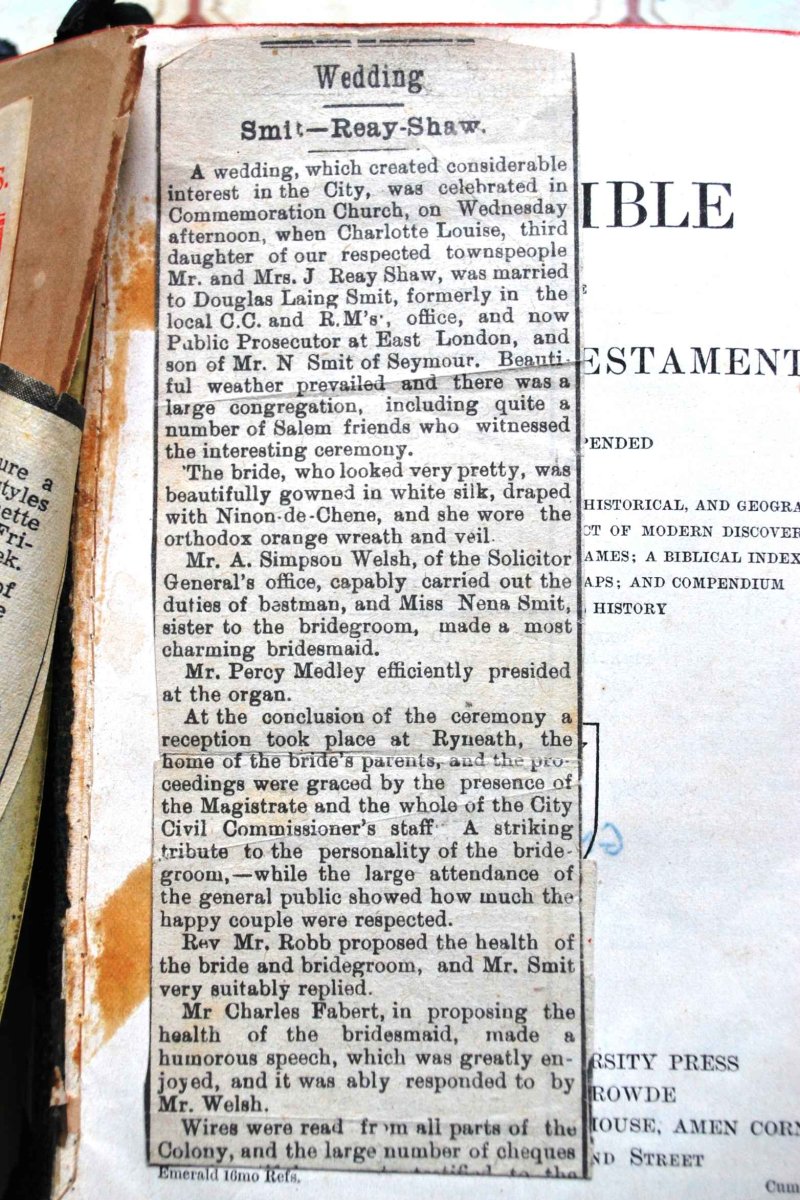 Wedding
Smit—Reay-Shaw.
A wedding, which created considerable
interest in the City, was celebrated in
Commemoration Church, on Wednesday
afternoon, when Charlotte Louise, third
daughter of our respected townspeople
Mr. and Mrs. J Reay Shaw, was married
to Douglas Laing Smit, formerly in the
local C.C. and R.M's', office, and now
Public Prosecutor at East London, and
son of Mr. N Smit of Seymour. Beauti-
ful weather prevailed and there was a
large congregation, including quite a
number of Salem friends who witnessed
the interesting ceremony.
'The bride, who looked very pretty, was
beautifully gowned in white silk, draped
with Ninon-de-Chene, and she wore the
orthodox orange wreath and veil.
Mr. A. Simpson Welsh, of the Solicitor
General's office, capably carried out the
duties of bestman, and Miss Nena Smit,
sister to the bridegroom, made a most
charming bridesmaid.
Mr. Percy Medley efficiently presided
at the organ.
At the conclusion of the ceremony a
reception took place at Ryneath, the
home of the bride's parents, and the pro-
ceedings were graced by the presence of
the Magistrate and the whole of the City
Civil Commissioner's staff A striking
tribute to the personality of the bride-
groom,—while the large attendance of
the general public showed how much the
happy couple were respected.
Rev Mr. Robb proposed the health of
the bride and bridegroom, and Mr. Smit
very suitably replied.
Mr Charles Fabert, in proposing the
health of the bridesmaid, made a
humorous speech, which was greatly en-
joyed, and it was ably responded to by
Mr. Welsh.
Wires were read from all parts of the
Colony, and the large number of cheques
testified to the
Emerald 16mo Refs.
IBLE
ESTAMENT
PENDED
HISTORICAL, AND GEOGRA
CT OF MODERN DISCOVER
AMES; A BIBLICAL INDEX
APS; AND COMPENDIUM
HISTORY
RSITY PRESS
ROWDE
HOUSE, AMEN CORN
ND STREET
Cum
S.
ure a
tyles
ette
Fri-
ek.
of
e